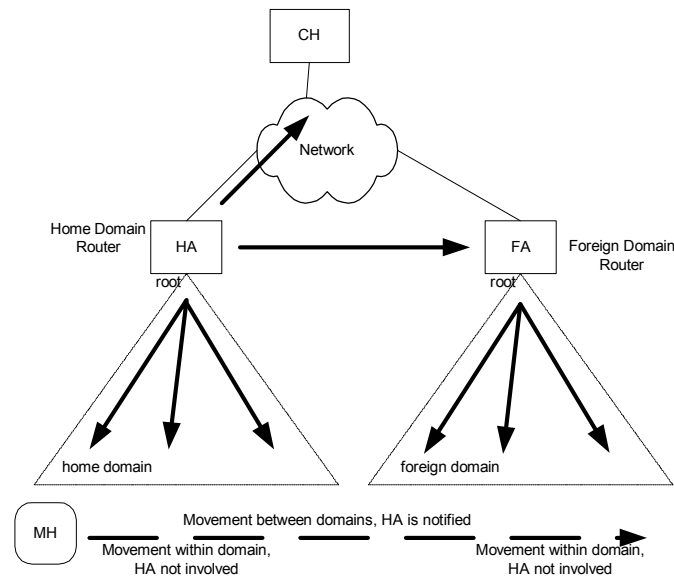 CH
Network
Home Domain
Router
HA
FA
Foreign Domain
Router
root
root
home domain
foreign domain
MH
Movement between domains, HA is notified
Movement within domain,
HA not involved
Movement within domain,
HA not involved